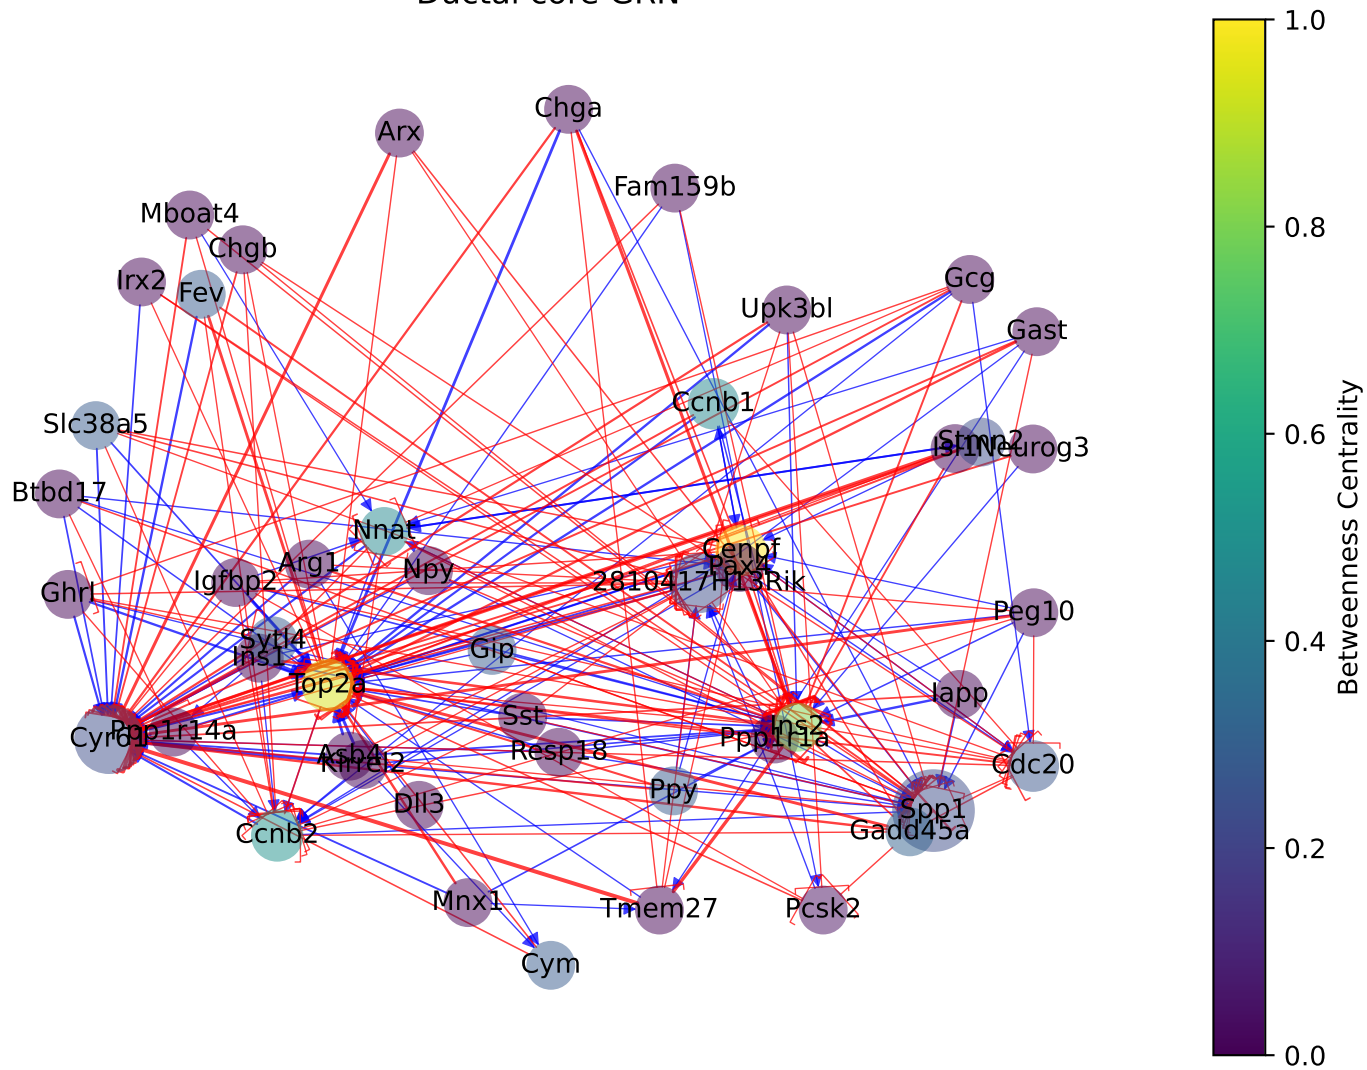 Ductal core GRN
1.0
Chga
Arx
Fam159b
Mboat4
0.8
Chgb
Gcg
Irx2
Fev
Upk3bl
Gast
Ccnb1
Slc38a5
0.6
Stmn2
Isl1
Neurog3
Btbd17
Nnat
Cenpf
Arg1
Pax4
Npy
Igfbp2
2810417H13Rik
Ghrl
Peg10
Betweenness Centrality
Sytl4
0.4
Gip
Ins1
Top2a
Iapp
Sst
Ins2
Ppp1r14a
Cyr61
Ppp1r1a
Resp18
Asb4
Kirrel2
Cdc20
Ppy
Dll3
Spp1
Gadd45a
Ccnb2
0.2
Mnx1
Tmem27
Pcsk2
Cym
0.0